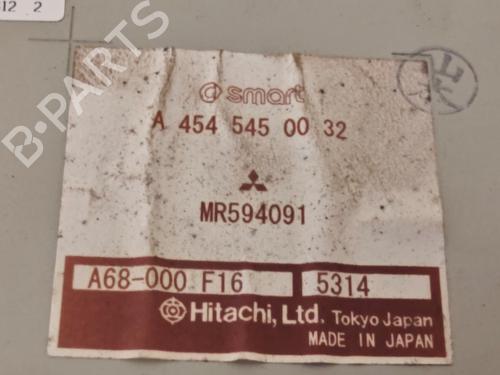 12 2
B-PARTS
smart
A 454 545 00 32
MR594091
A68-000 F16 5314
Hitachi, Ltd. Tokyo Japan
MADE IN JAPAN